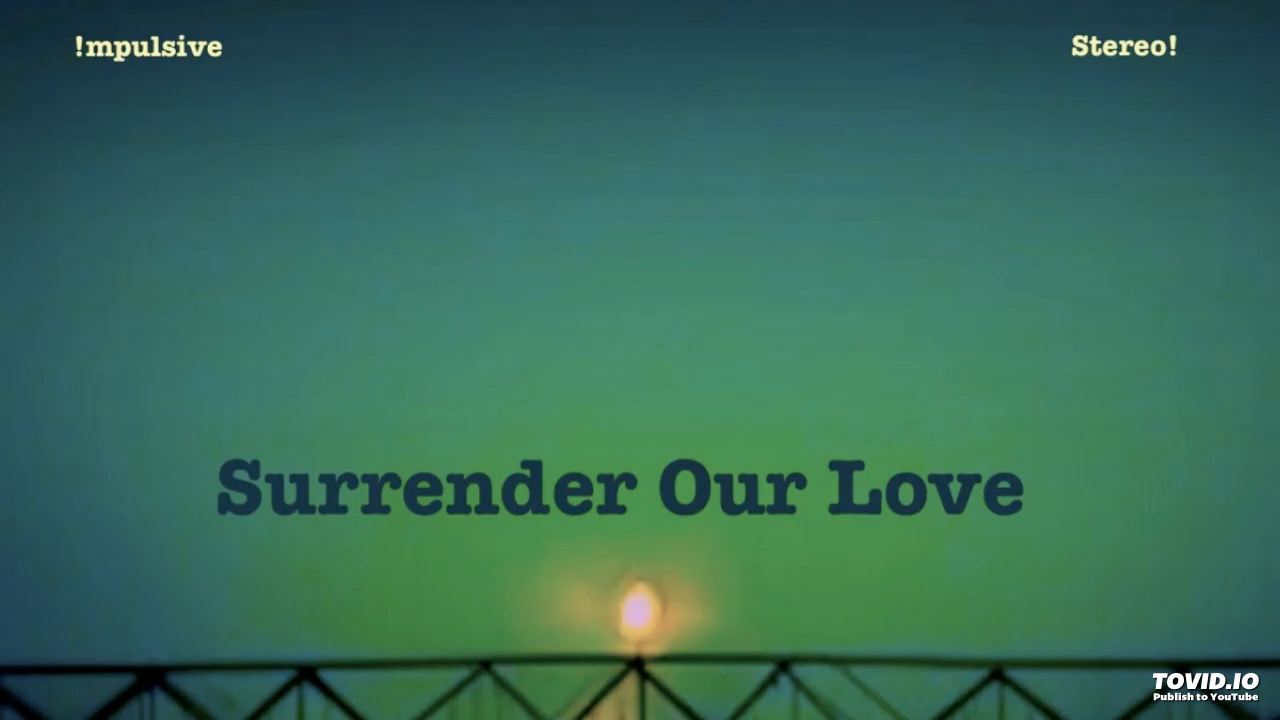 !mpulsive
Stereo!
Surrender Our Love
TOVID.IO
Publish to YouTube